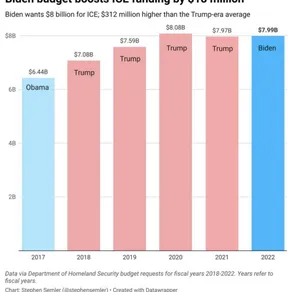 Biden budget boosts ICE funding by $18 million
Biden wants $8 billion for ICE; $312 million higher than the Trump-era average
$8B
6B
4B
2B
$6.44B
Obama
$7.08B
Trump
$7.59B
Trump
$8.08B
Trump
$7.97B
Trump
$7.99B
Biden
2017 2018 2019 2020 2021 2022
Data via Department of Homeland Security budget requests for fiscal years 2018-2022. Years refer to
fiscal years.
Chart: Stephen Semler (@stephensemler) • Created with Datawrapper